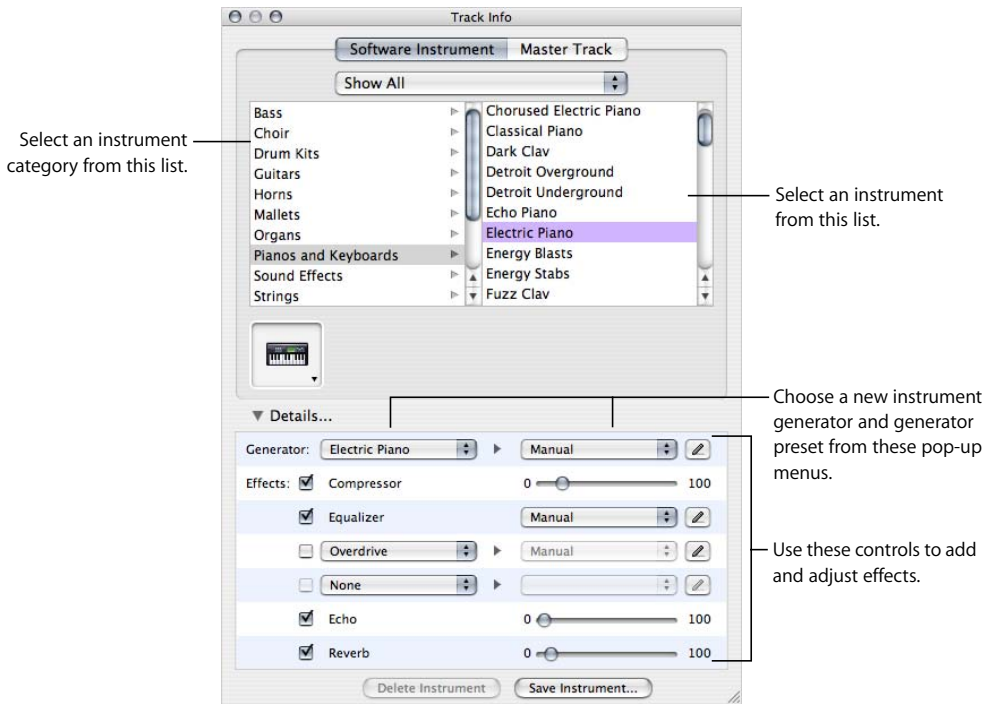 Track Info
Software Instrument Master Track
Show All
Select an instrument
category from this list.
Bass
Choir
Drum Kits
Guitars
Horns
Mallets
Organs
Pianos and Keyboards
Sound Effects
Strings
Chorused Electric Piano
Classical Piano
Dark Clav
Detroit Overground
Detroit Underground
Echo Piano
Electric Piano
Energy Blasts
Energy Stabs
Fuzz Clav
Select an instrument
from this list.
Details...
Generator: Electric Piano Manual
Effects: Compressor 0 100
Equalizer Manual
Overdrive Manual
None
Echo 0 100
Reverb 0 100
Choose a new instrument
generator and generator
preset from these pop-up
menus.
Use these controls to add
and adjust effects.
Delete Instrument Save Instrument...